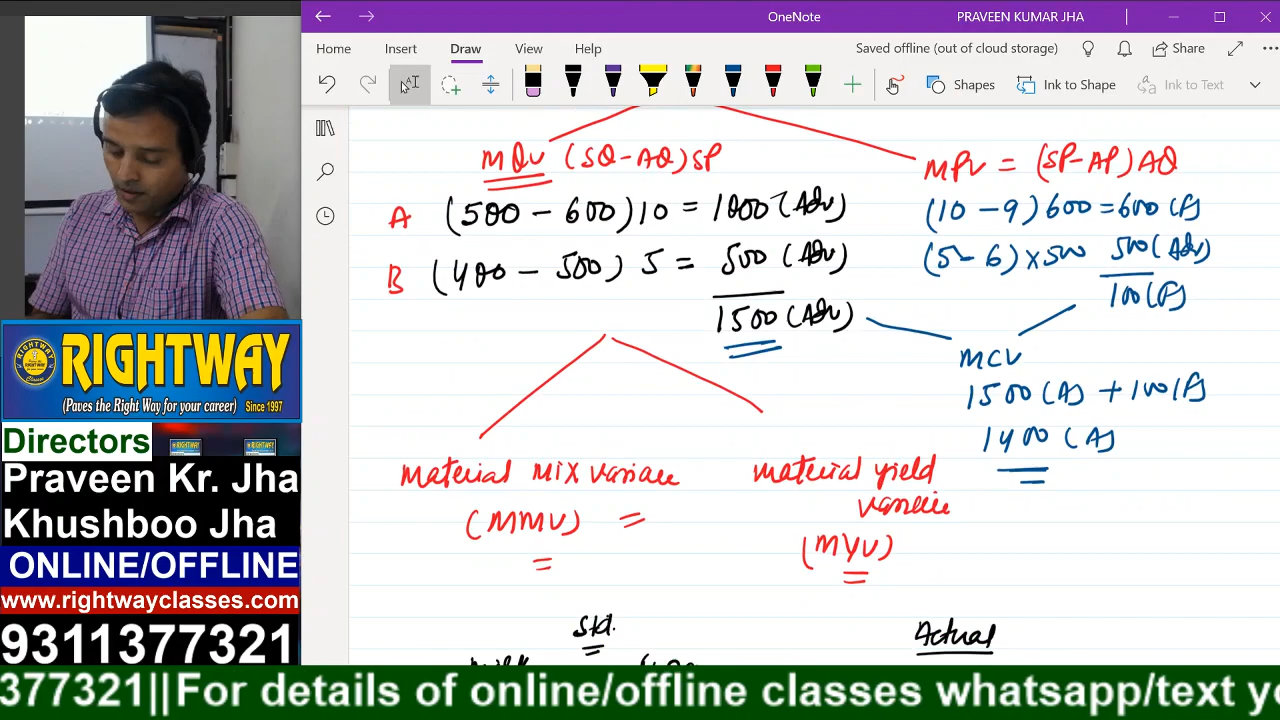 OneNote
PRAVEEN KUMAR JHA
Home Insert Draw View Help
Saved offline (out of cloud storage)
Share
Shapes
Ink to Shape
Ink to Text
MQV (SQ-AQ)SP
MPV = (SP-AP)AQ
A (500 - 600)10 = 1000 (Adv)
(10 - 9)600 = 600 (F)
B (400 - 500) 5 = 500 (Adv)
(5 - 6)×500 500 (Adv)
100 (F)
1500 (Adv)
MCV
1500 (A) + 100 (F)
1400 (A)
material Mix variance
(MMV) =
material yield
variance
(MYV)
Std.
Actual
RIGHTWAY
(Paves the Right Way for your career) Since 1997
Directors
Praveen Kr. Jha
Khushboo Jha
ONLINE/OFFLINE
www.rightwayclasses.com
9311377321
377321||For details of online/offline classes whatsapp/text yo